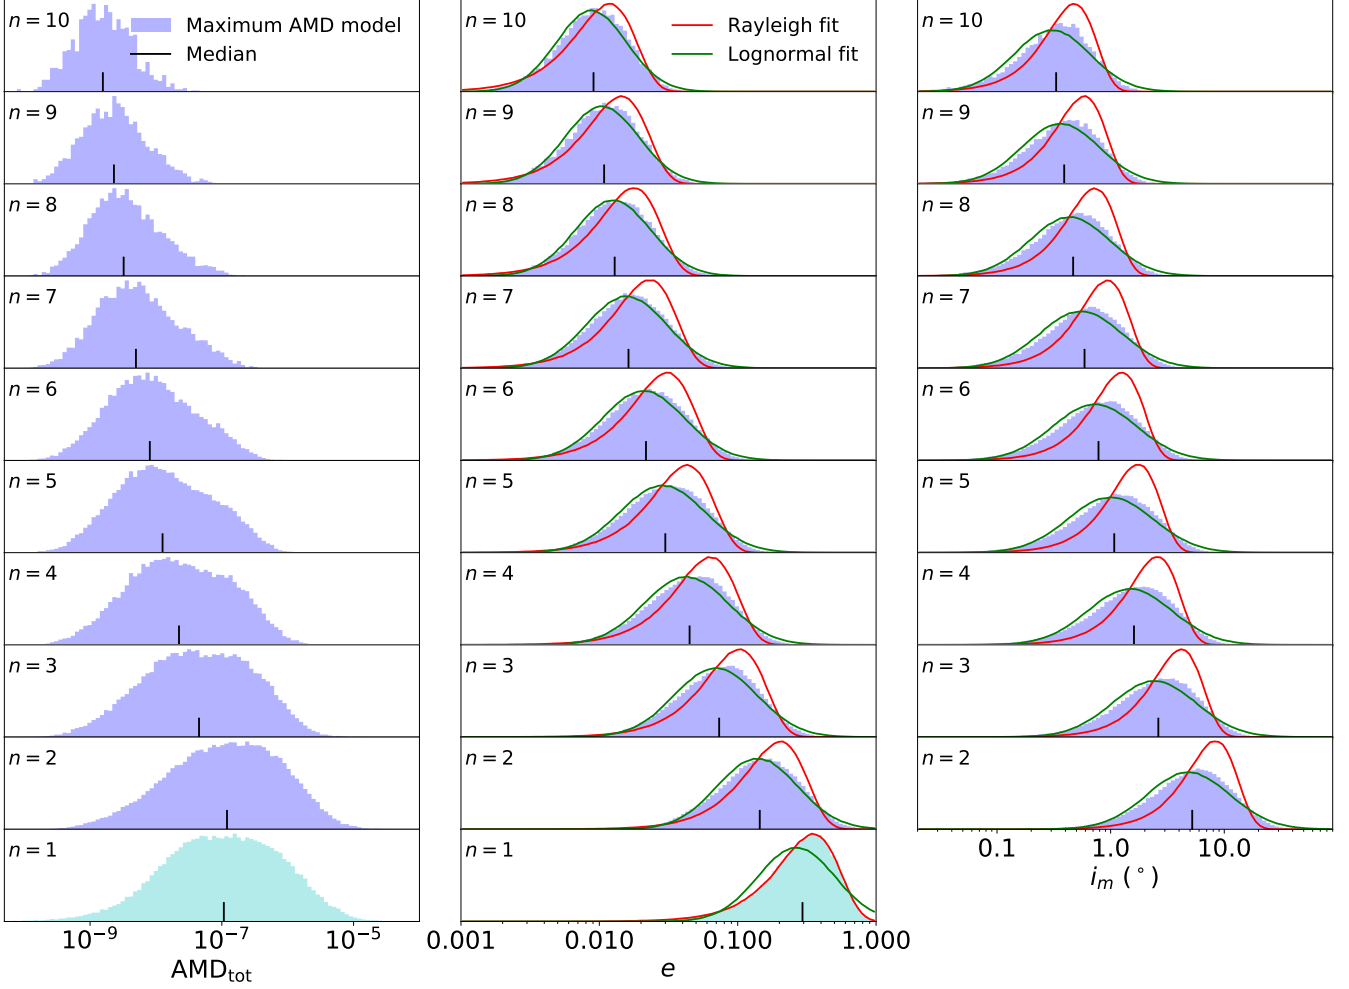 n = 10
Maximum AMD model
Median
n = 10
Rayleigh fit
Lognormal fit
n = 10
n = 9
n = 9
n = 9
n = 8
n = 8
n = 8
n = 7
n = 7
n = 7
n = 6
n = 6
n = 6
n = 5
n = 5
n = 5
n = 4
n = 4
n = 4
n = 3
n = 3
n = 3
n = 2
n = 2
n = 2
n = 1
n = 1
0.1 1.0 10.0
i_m (°)
10⁻⁹ 10⁻⁷ 10⁻⁵
AMD_tot
0.001 0.010 0.100 1.000
e